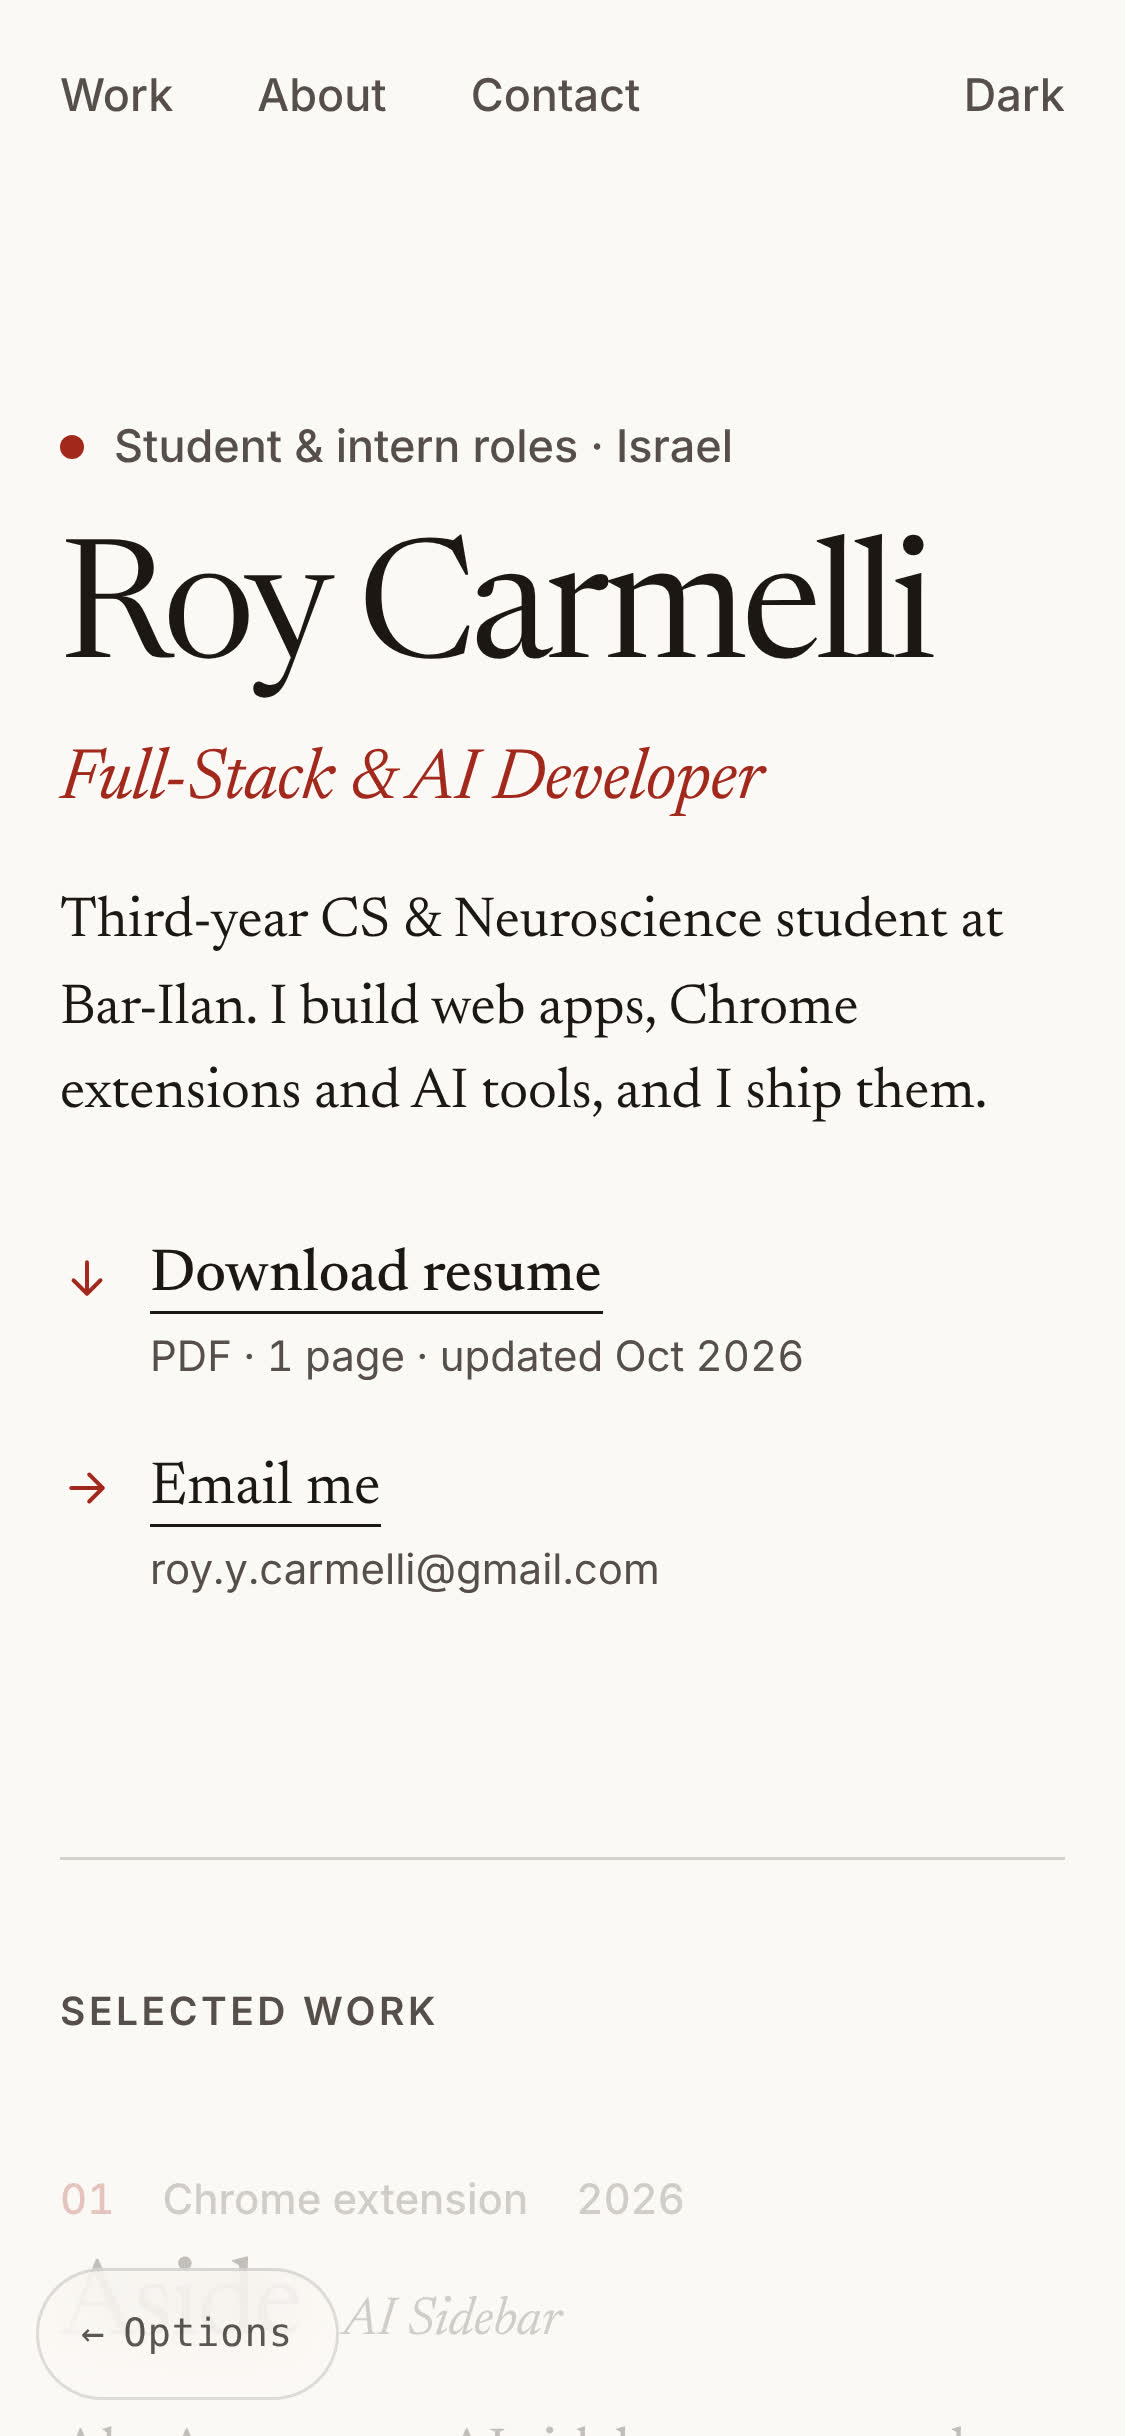 Work About Contact Dark
Student & intern roles · Israel
Roy Carmelli
Full-Stack & AI Developer
Third-year CS & Neuroscience student at
Bar-Ilan. I build web apps, Chrome
extensions and AI tools, and I ship them.
↓ Download resume
PDF · 1 page · updated Oct 2026
→ Email me
roy.y.carmelli@gmail.com
SELECTED WORK
01 Chrome extension 2026
Aside AI Sidebar
← Options